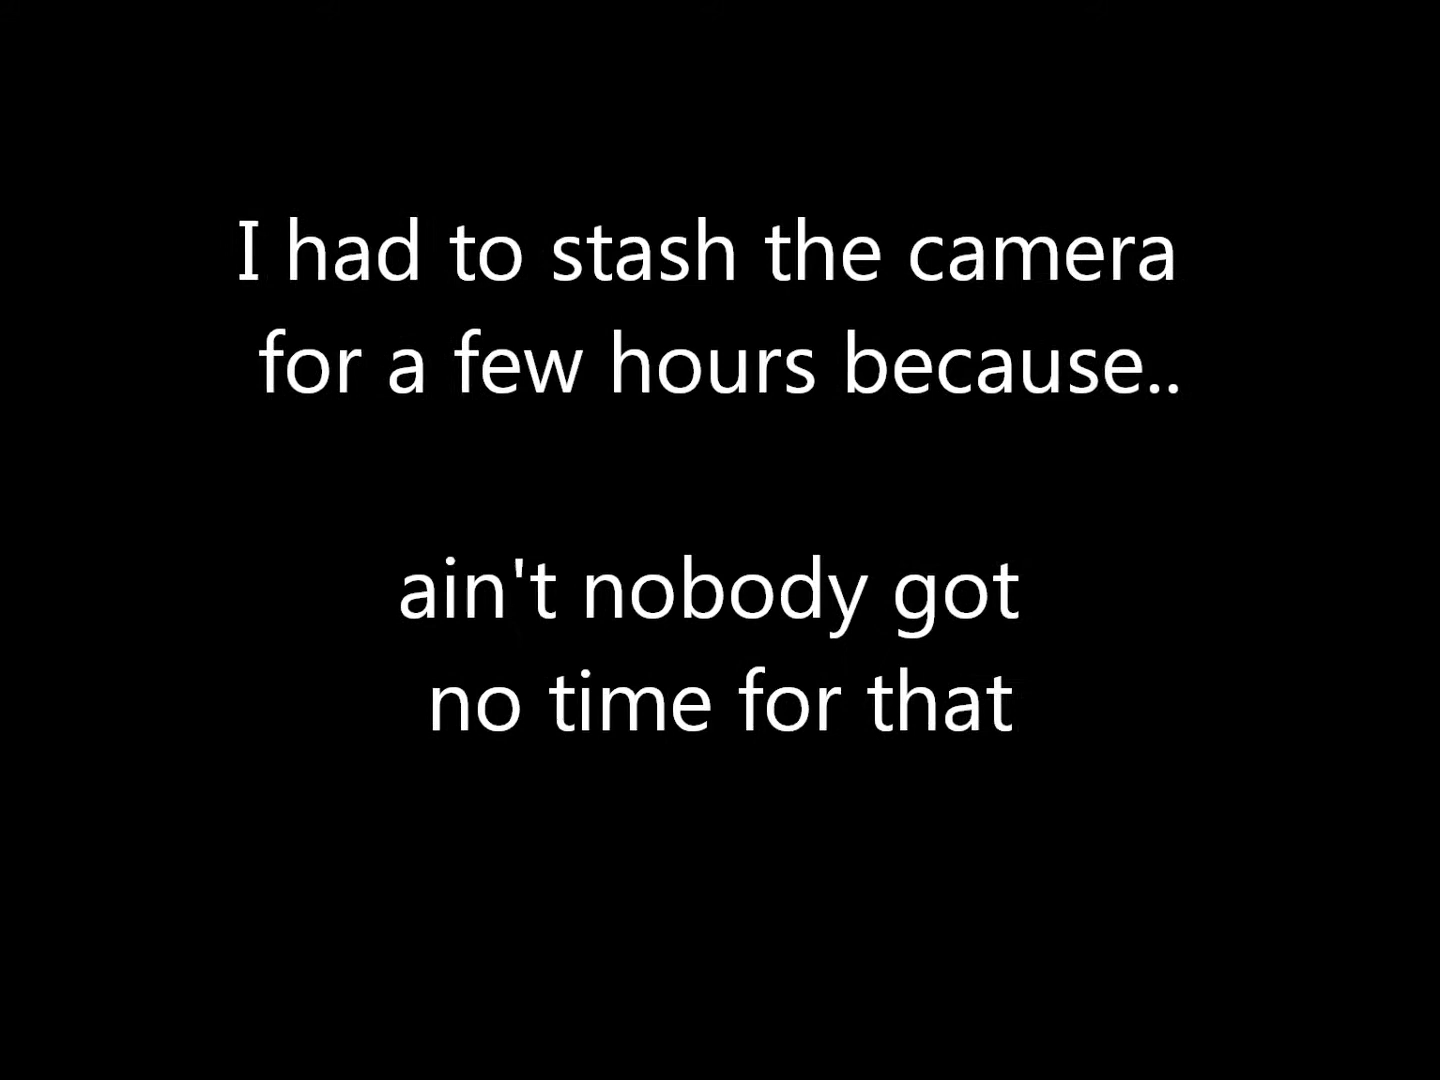 I had to stash the camera
for a few hours because..
ain't nobody got
no time for that